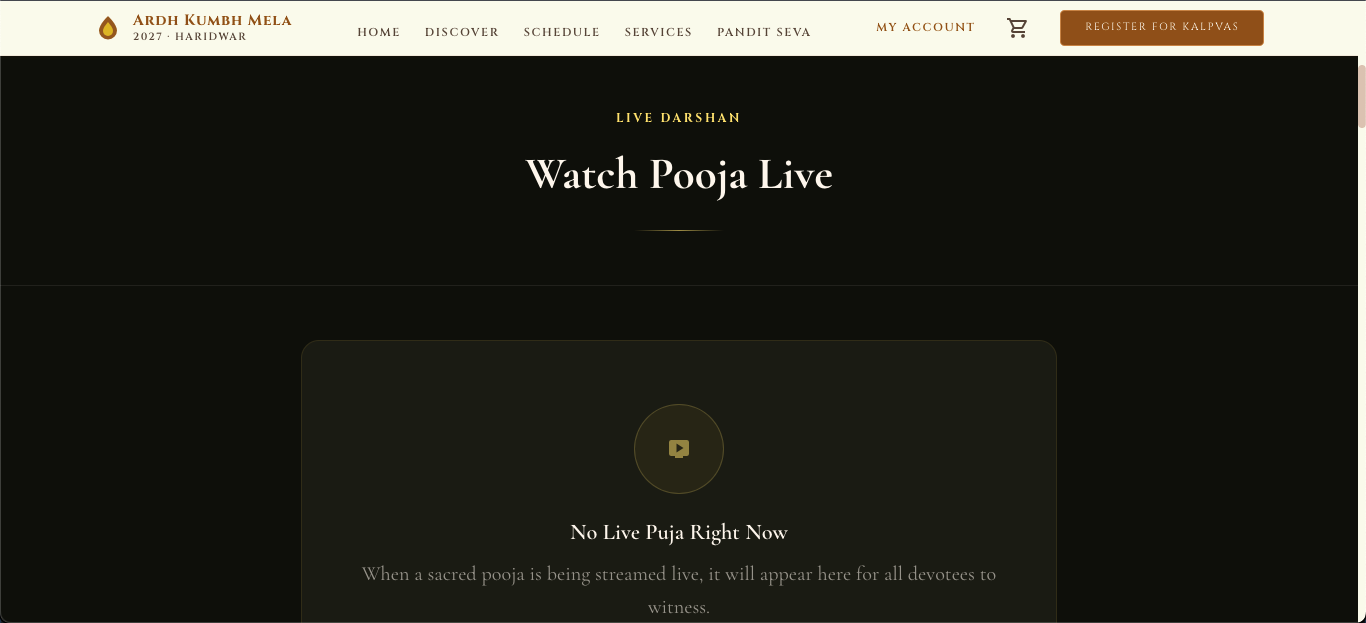 Ardh Kumbh Mela
2027 · HARIDWAR
HOME DISCOVER SCHEDULE SERVICES PANDIT SEVA MY ACCOUNT REGISTER FOR KALPVAS
LIVE DARSHAN
Watch Pooja Live
No Live Puja Right Now
When a sacred pooja is being streamed live, it will appear here for all devotees to
witness.